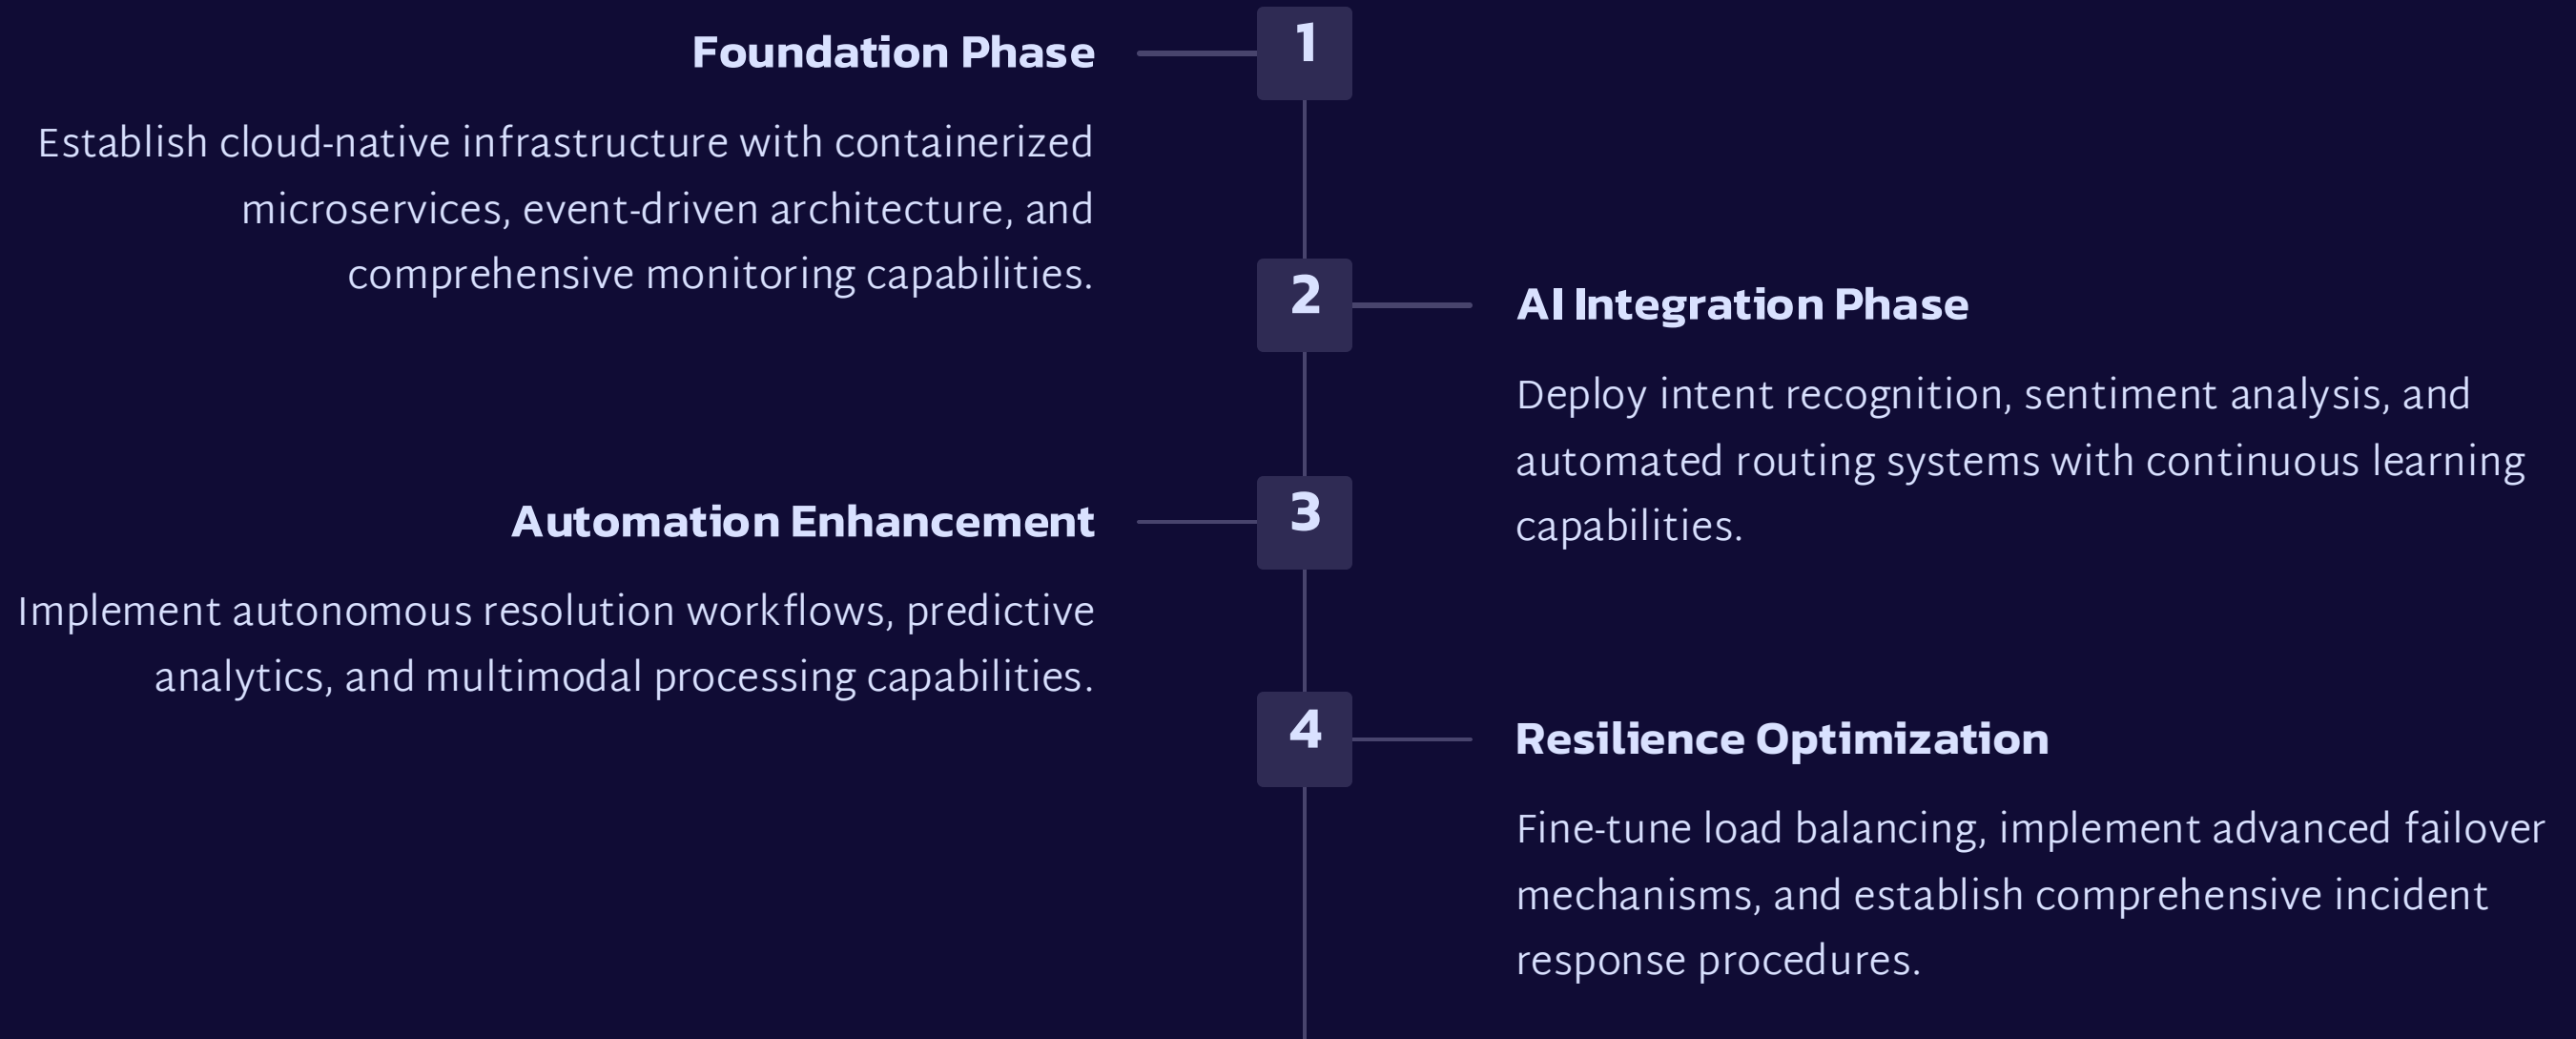 1
Foundation Phase
Establish cloud-native infrastructure with containerized
microservices, event-driven architecture, and
comprehensive monitoring capabilities.
2
AI Integration Phase
Deploy intent recognition, sentiment analysis, and
automated routing systems with continuous learning
capabilities.
3
Automation Enhancement
Implement autonomous resolution workflows, predictive
analytics, and multimodal processing capabilities.
4
Resilience Optimization
Fine-tune load balancing, implement advanced failover
mechanisms, and establish comprehensive incident
response procedures.